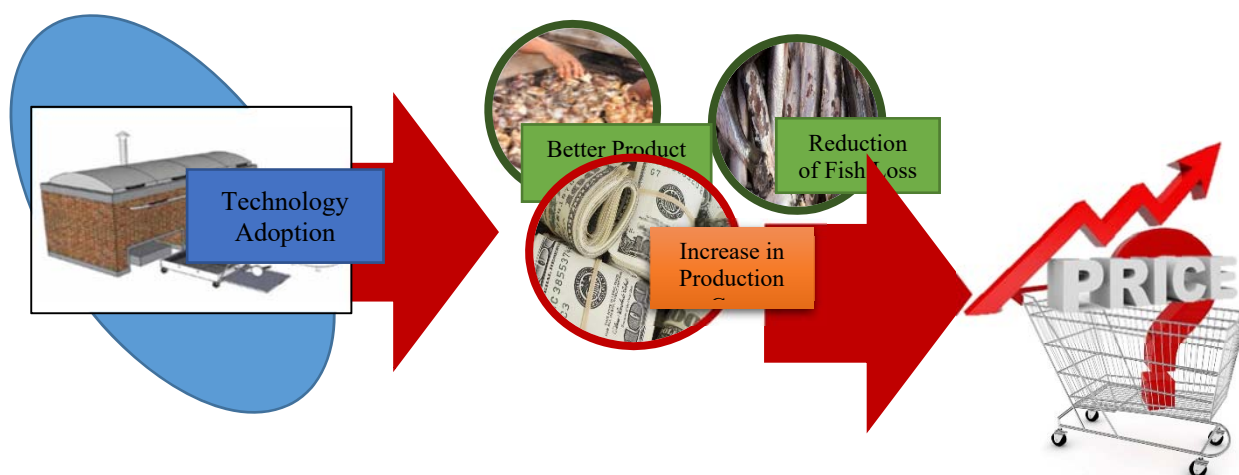 Technology
Adoption
Better Product
Reduction
of Fish Loss
Increase in
Production
PRICE